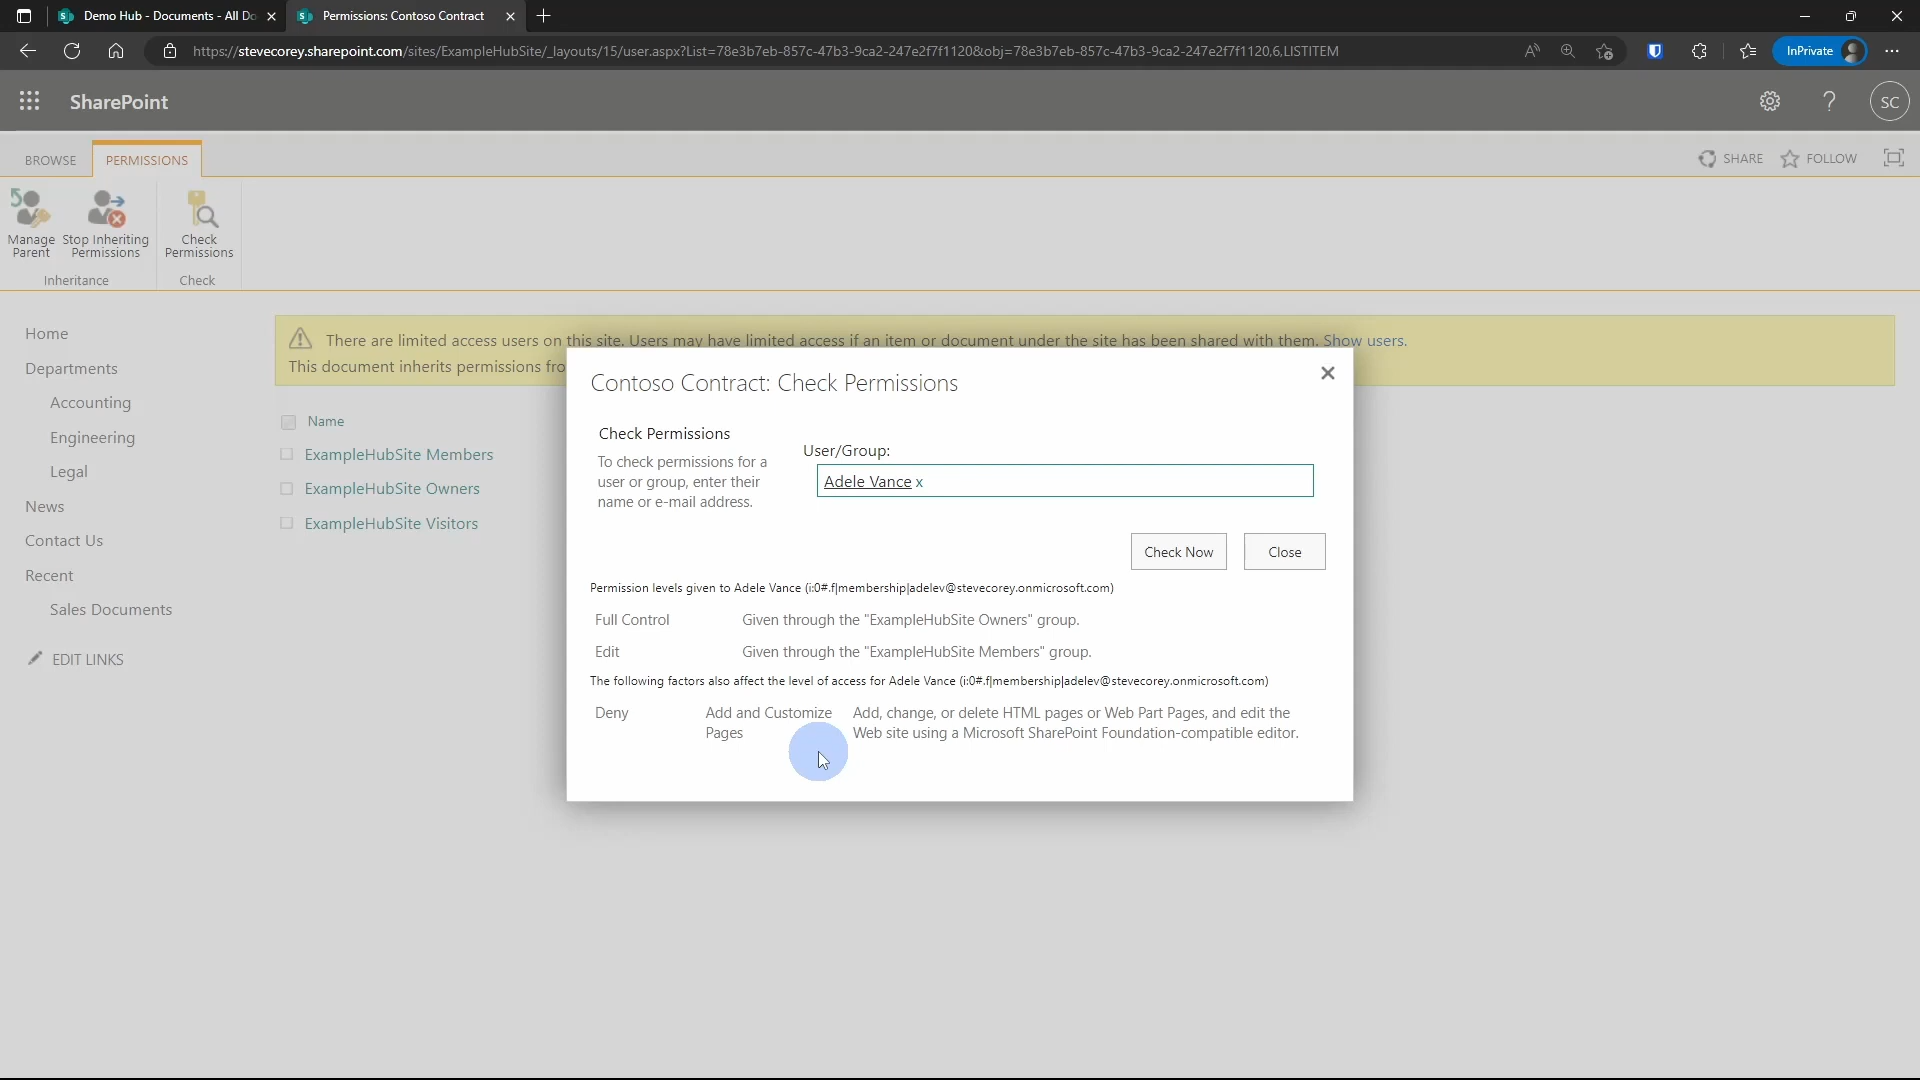 Demo Hub - Documents - All Do
Permissions: Contoso Contract
https://stevecorey.sharepoint.com/sites/ExampleHubSite/_layouts/15/user.aspx?List=78e3b7eb-857c-47b3-9ca2-247e2f7f1120&obj=78e3b7eb-857c-47b3-9ca2-247e2f7f1120,6,LISTITEM
InPrivate
SharePoint
SC
BROWSE
PERMISSIONS
SHARE
FOLLOW
Manage
Parent
Stop Inheriting
Permissions
Check
Permissions
Inheritance
Check
Home
Departments
Accounting
Engineering
Legal
News
Contact Us
Recent
Sales Documents
EDIT LINKS
There are limited access users on this site. Users may have limited access if an item or document under the site has been shared with them. Show users.
This document inherits permissions fro
Name
ExampleHubSite Members
ExampleHubSite Owners
ExampleHubSite Visitors
Contoso Contract: Check Permissions
Check Permissions
To check permissions for a
user or group, enter their
name or e-mail address.
User/Group:
Adele Vance x
Check Now
Close
Permission levels given to Adele Vance (i:0#.f|membership|adelev@stevecorey.onmicrosoft.com)
Full Control
Given through the "ExampleHubSite Owners" group.
Edit
Given through the "ExampleHubSite Members" group.
The following factors also affect the level of access for Adele Vance (i:0#.f|membership|adelev@stevecorey.onmicrosoft.com)
Deny
Add and Customize
Pages
Add, change, or delete HTML pages or Web Part Pages, and edit the
Web site using a Microsoft SharePoint Foundation-compatible editor.